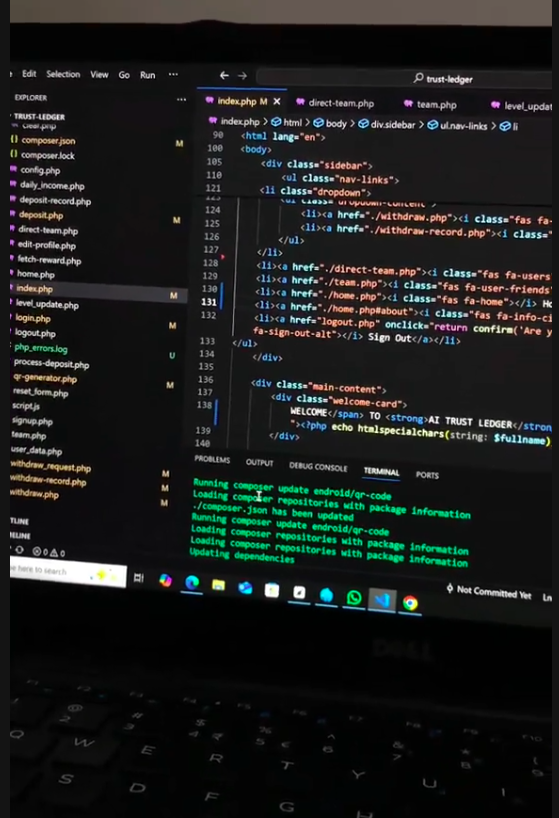 Edit Selection View Go Run ...
trust-ledger
EXPLORER
TRUST-LEDGER
composer.json M
composer.lock
config.php
daily_income.php
deposit-record.php
deposit.php M
direct-team.php
edit-profile.php
fetch-reward.php
home.php
index.php M
level_update.php
login.php M
logout.php
php_errors.log U
process-deposit.php
qr-generator.php M
reset_form.php
script.js
signup.php
team.php
user_data.php
withdraw_request.php M
withdraw-record.php M
withdraw.php M
index.php M
direct-team.php
team.php
level_updat
index.php > html > body > div.sidebar > ul.nav-links > li
90 <html lang="en">
100 <body>
105 <div class="sidebar">
110 <ul class="nav-links">
121 <li class="dropdown">
124 <li><a href="./withdraw.php"><i class="fas fa-
125 <li><a href="./withdraw-record.php"><i class="
126 </ul>
127 </li>
128 <li><a href="./direct-team.php"><i class="fas fa-users
129 <li><a href="./team.php"><i class="fas fa-user-friends"
130 <li><a href="./home.php"><i class="fas fa-home"></i> H
131 <li><a href="./home.php#about"><i class="fas fa-info-ci
132 <li><a href="logout.php" onclick="return confirm('Are y
fa-sign-out-alt"></i> Sign Out</a></li>
133 </ul>
134 </div>
135
136 <div class="main-content">
137 <div class="welcome-card">
138 WELCOME</span> TO <strong>AI TRUST LEDGER</stron
"><?php echo htmlspecialchars(string: $fullname)
139 </div>
140
PROBLEMS OUTPUT DEBUG CONSOLE TERMINAL PORTS
Running composer update endroid/qr-code
Loading composer repositories with package information
./composer.json has been updated
Running composer update endroid/qr-code
Loading composer repositories with package information
Loading composer repositories with package information
Updating dependencies
TLINE
MELINE
0 0
here to search
Not Committed Yet Ln
DELL
@ 2 # 3 $ 4 % 5 € ^ 6 & 7 * 8
Q W E R T Y U
S D F G H